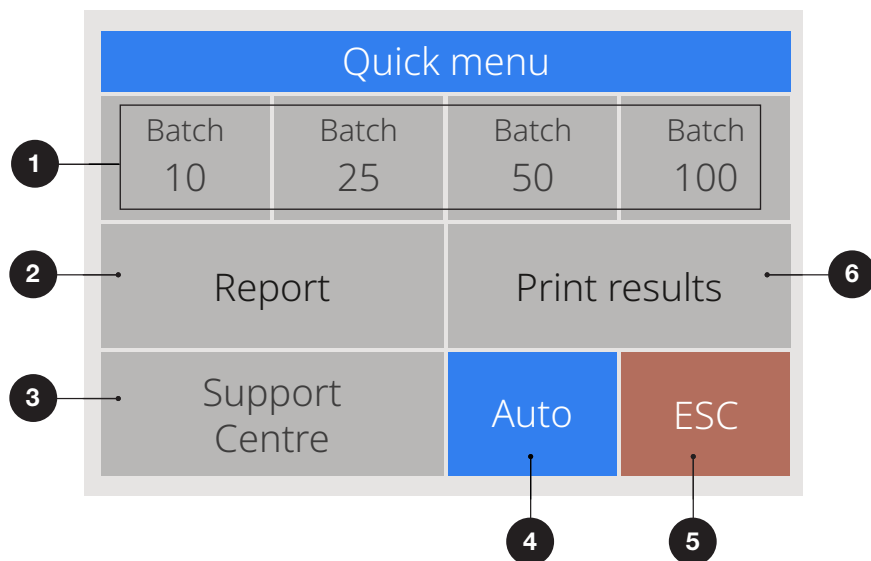 Quick menu
Batch Batch Batch Batch
10 25 50 100
1
Report Print results
2 6
Support
Centre
3
Auto ESC
4 5